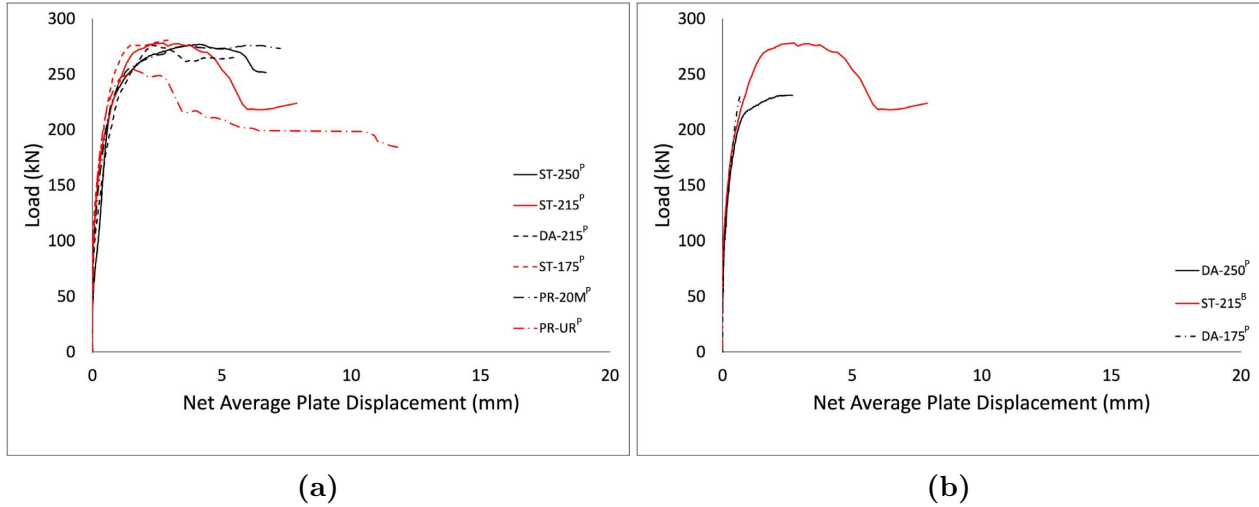 300
250
200
150
100
50
0
Load (kN)
0 5 10 15 20
Net Average Plate Displacement (mm)
ST-250ᴾ
ST-215ᴾ
DA-215ᴾ
ST-175ᴾ
PR-20Mᴾ
PR-URᴾ
(a)
300
250
200
150
100
50
0
Load (kN)
0 5 10 15 20
Net Average Plate Displacement (mm)
DA-250ᴾ
ST-215ᴮ
DA-175ᴾ
(b)